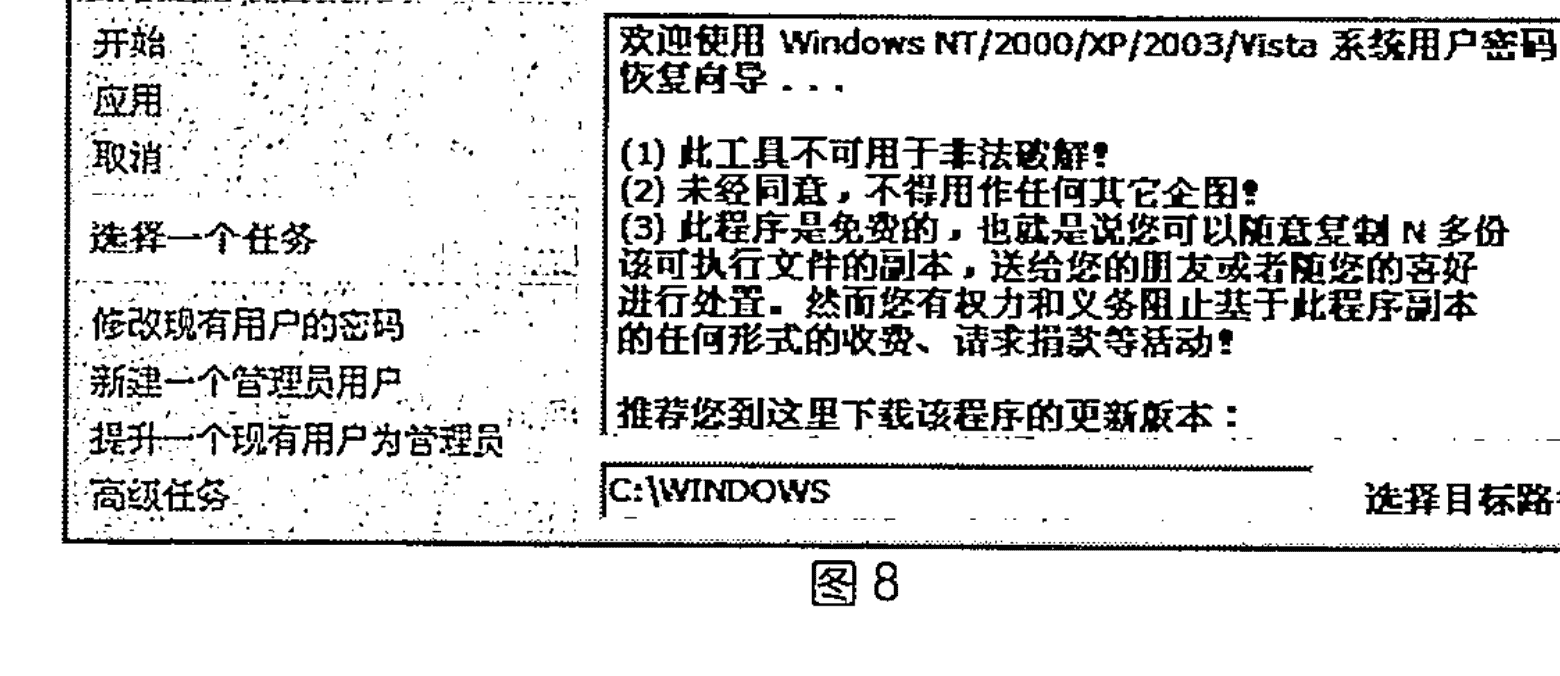 开始
应用
取消
选择一个任务
修改现有用户的密码
新建一个管理员用户
提升一个现有用户为管理员
高级任务
欢迎使用 Windows NT/2000/XP/2003/Vista 系统用户密码
恢复向导 . . .
(1) 此工具不可用于非法破解!
(2) 未经同意，不得用作任何其它企图!
(3) 此程序是免费的，也就是说您可以随意复制 N 多份
该可执行文件的副本，送给您的朋友或者随您的喜好
进行处置。然而您有权力和义务阻止基于此程序副本
的任何形式的收费、请求捐款等活动!
推荐您到这里下载该程序的更新版本：
C:\WINDOWS
选择目标路
图 8